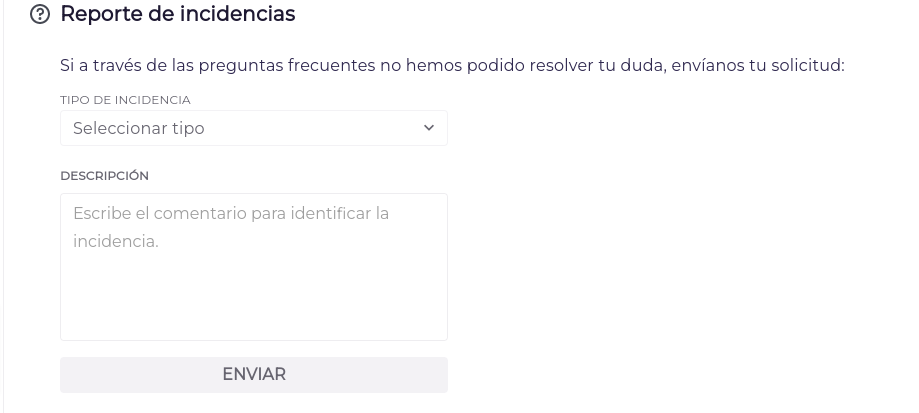 Reporte de incidencias
Si a través de las preguntas frecuentes no hemos podido resolver tu duda, envíanos tu solicitud:
TIPO DE INCIDENCIA
Seleccionar tipo
DESCRIPCIÓN
Escribe el comentario para identificar la
incidencia.
ENVIAR